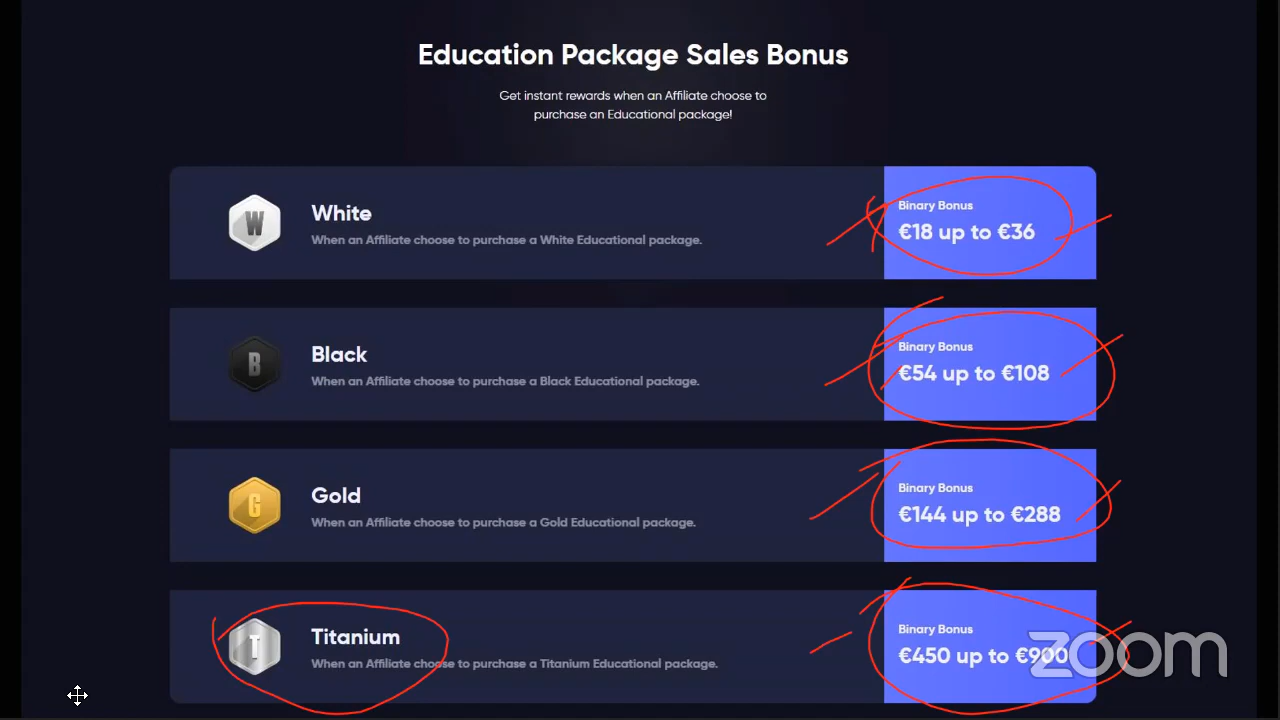 Education Package Sales Bonus
Get instant rewards when an Affiliate choose to
purchase an Educational package!
W
White
When an Affiliate choose to purchase a White Educational package.
Binary Bonus
€18 up to €36
B
Black
When an Affiliate choose to purchase a Black Educational package.
Binary Bonus
€54 up to €108
G
Gold
When an Affiliate choose to purchase a Gold Educational package.
Binary Bonus
€144 up to €288
T
Titanium
When an Affiliate choose to purchase a Titanium Educational package.
Binary Bonus
€450 up to €900
zoom